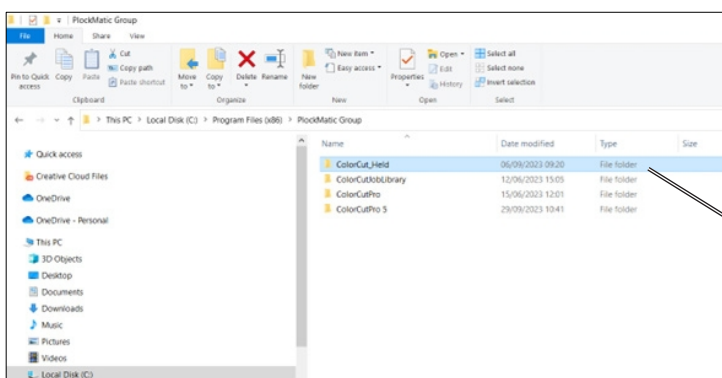 PlockMatic Group
File Home Share View
Pin to Quick access
Copy
Paste
Cut
Copy path
Paste shortcut
Clipboard
Move to
Copy to
Delete
Rename
Organize
New folder
New item
Easy access
New
Properties
Open
Edit
History
Open
Select all
Select none
Invert selection
Select
This PC > Local Disk (C:) > Program Files (x86) > PlockMatic Group
Name Date modified Type Size
ColorCut_Held 06/09/2023 09:20 File folder
ColorCutJobLibrary 12/06/2023 15:05 File folder
ColorCutPro 15/06/2023 12:01 File folder
ColorCutPro 5 29/09/2023 10:41 File folder
Quick access
Creative Cloud Files
OneDrive
OneDrive - Personal
This PC
3D Objects
Desktop
Documents
Downloads
Music
Pictures
Videos
Local Disk (C:)